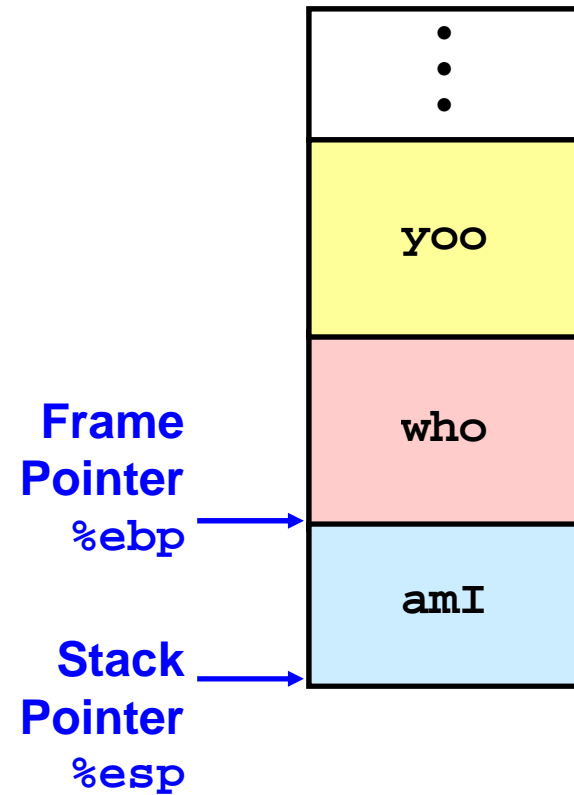 yoo
who
Frame
Pointer
%ebp
amI
Stack
Pointer
%esp